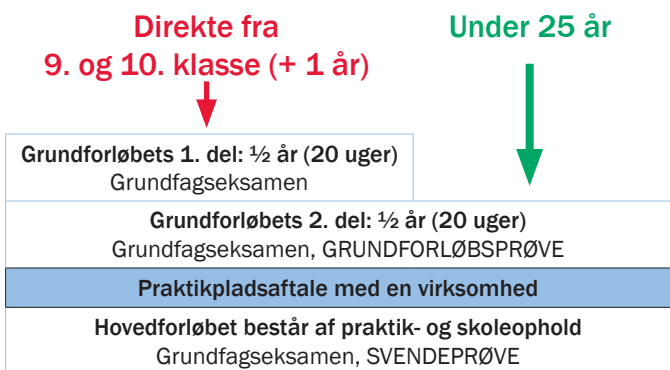 Direkte fra
9. og 10. klasse (+ 1 år)
Under 25 år
Grundforløbets 1. del: ½ år (20 uger)
Grundfagseksamen
Grundforløbets 2. del: ½ år (20 uger)
Grundfagseksamen, GRUNDFORLØBSPRØVE
Praktikpladsaftale med en virksomhed
Hovedforløbet består af praktik- og skoleophold
Grundfagseksamen, SVENDEPRØVE